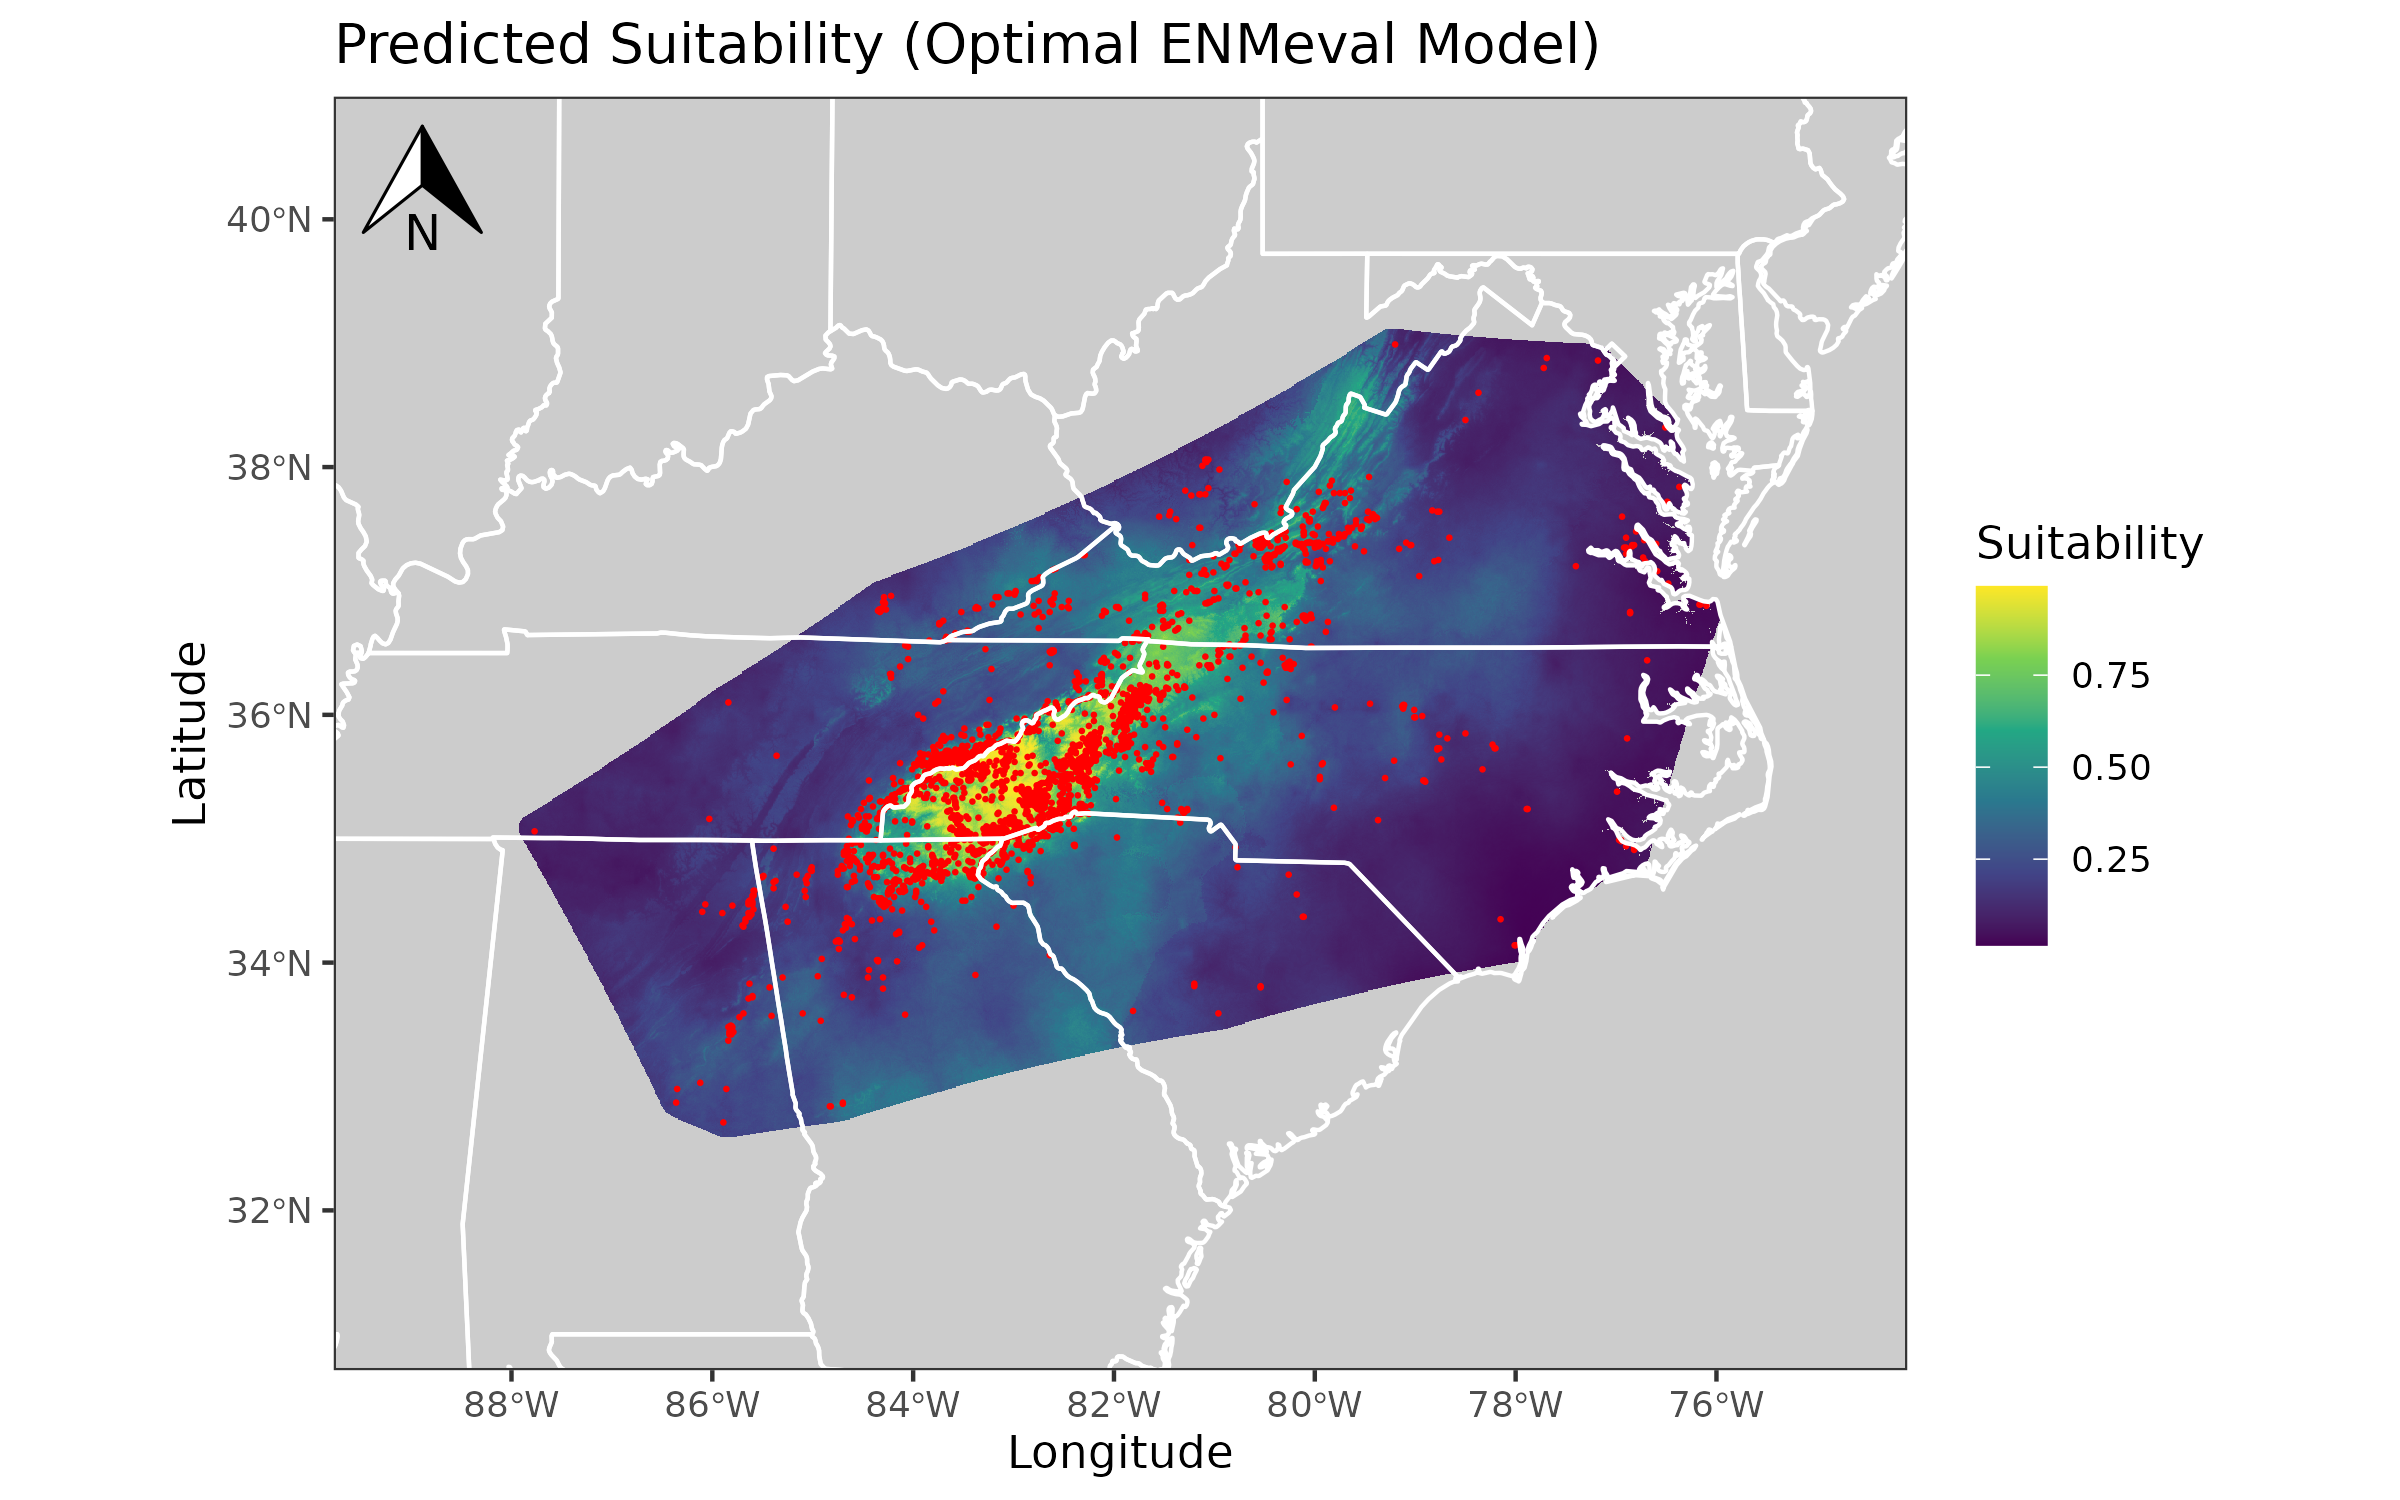 Predicted Suitability (Optimal ENMeval Model)
N
40°N
38°N
36°N
34°N
32°N
Latitude
88°W 86°W 84°W 82°W 80°W 78°W 76°W
Longitude
Suitability
0.75
0.50
0.25